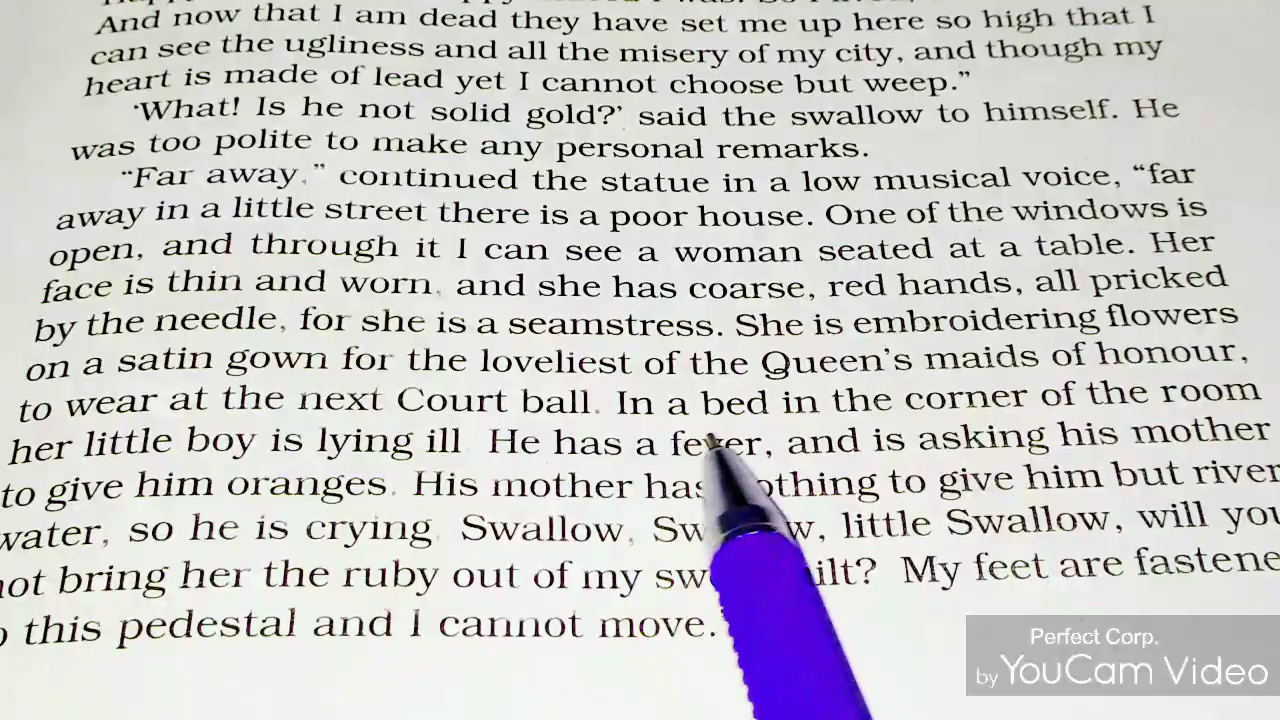 And now that I am dead they have set me up here so high that I
can see the ugliness and all the misery of my city, and though my
heart is made of lead yet I cannot choose but weep.”
‘What! Is he not solid gold?’ said the swallow to himself. He
was too polite to make any personal remarks.
“Far away,” continued the statue in a low musical voice, “far
away in a little street there is a poor house. One of the windows is
open, and through it I can see a woman seated at a table. Her
face is thin and worn, and she has coarse, red hands, all pricked
by the needle, for she is a seamstress. She is embroidering flowers
on a satin gown for the loveliest of the Queen’s maids of honour,
to wear at the next Court ball. In a bed in the corner of the room
her little boy is lying ill. He has a fever, and is asking his mother
to give him oranges. His mother has othing to give him but river
water, so he is crying. Swallow, Sw w, little Swallow, will you
not bring her the ruby out of my sw ilt? My feet are fastene
this pedestal and I cannot move.
Perfect Corp.
by YouCam Video